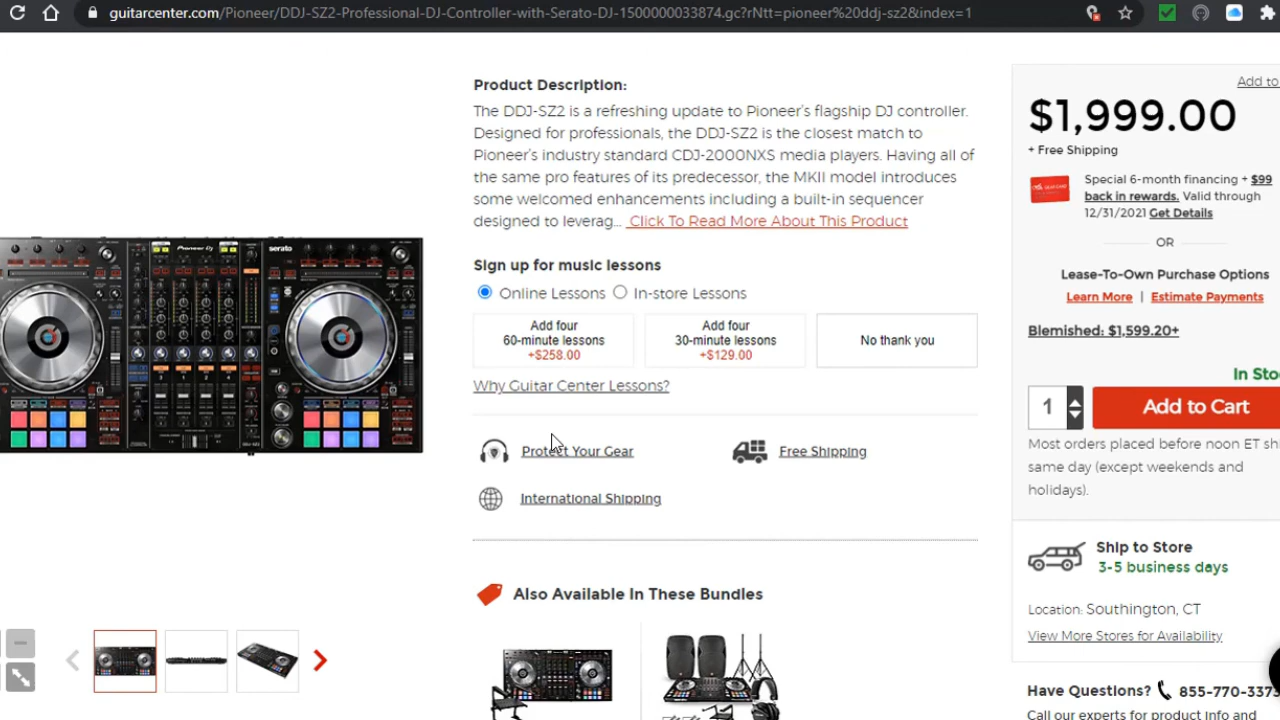 guitarcenter.com/Pioneer/DDJ-SZ2-Professional-DJ-Controller-with-Serato-DJ-1500000033874.gc?rNtt=pioneer%20ddj-sz2&index=1
Product Description:
The DDJ-SZ2 is a refreshing update to Pioneer's flagship DJ controller.
Designed for professionals, the DDJ-SZ2 is the closest match to
Pioneer's industry standard CDJ-2000NXS media players. Having all of
the same pro features of its predecessor, the MKII model introduces
some welcomed enhancements including a built-in sequencer
designed to leverag... Click To Read More About This Product
Pioneer Dj
serato
Sign up for music lessons
Online Lessons In-store Lessons
Add four
60-minute lessons
+$258.00
Add four
30-minute lessons
+$129.00
No thank you
Why Guitar Center Lessons?
Protect Your Gear
Free Shipping
International Shipping
Also Available In These Bundles
Add to
$1,999.00
+ Free Shipping
Special 6-month financing + $99
back in rewards. Valid through
12/31/2021 Get Details
OR
Lease-To-Own Purchase Options
Learn More | Estimate Payments
Blemished: $1,599.20+
In Sto
1
Add to Cart
Most orders placed before noon ET sh
same day (except weekends and
holidays).
Ship to Store
3-5 business days
Location: Southington, CT
View More Stores for Availability
Have Questions? 855-770-3373
Call our experts for product info and